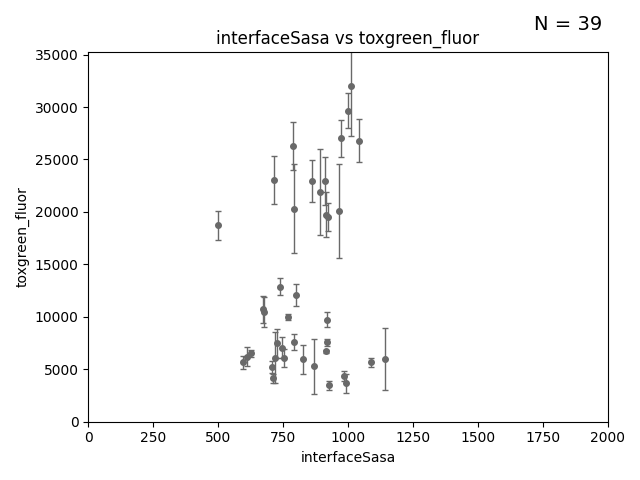 N = 39
interfaceSasa vs toxgreen_fluor
toxgreen_fluor
35000
30000
25000
20000
15000
10000
5000
0
0 250 500 750 1000 1250 1500 1750 2000
interfaceSasa